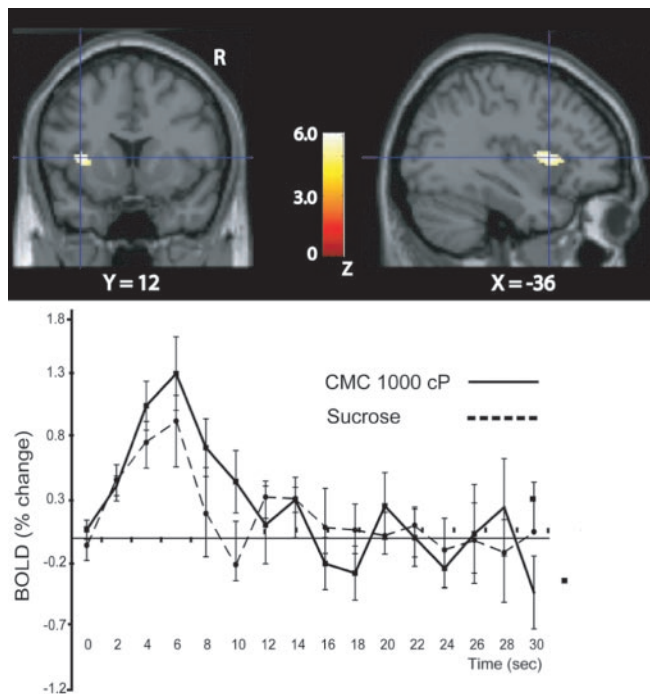 R
6.0
3.0
0
Z
Y = 12
X = -36
1.8
1.3
0.8
0.3
-0.2
-0.7
-1.2
BOLD (% change)
CMC 1000 cP
Sucrose
0 2 4 6 8 10 12 14 16 18 20 22 24 26 28 30
Time (sec)